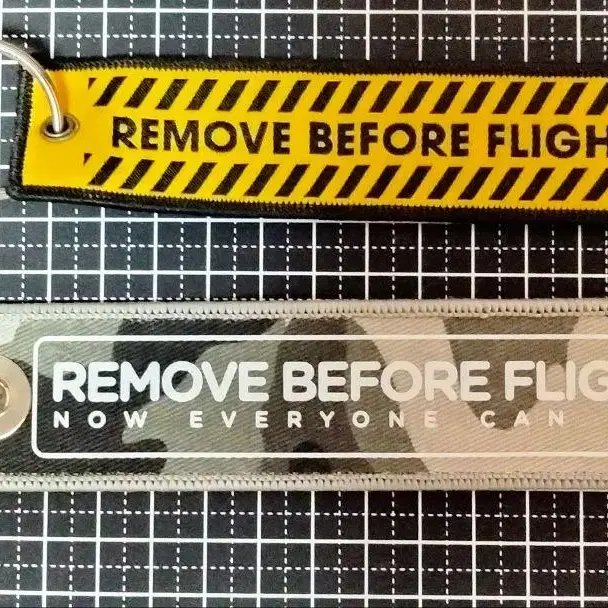 REMOVE BEFORE FLIGH
REMOVE BEFORE FLIG
NOW EVERYONE CAN